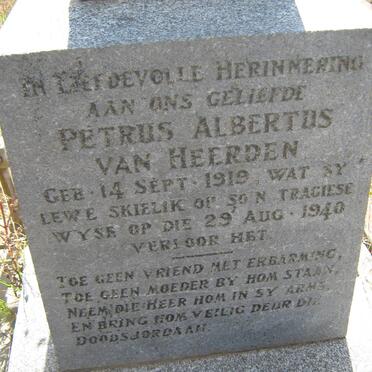 IN LIEFDEVOLLE HERINNERING
AAN ONS GELIEFDE
PETRUS ALBERTUS
VAN HEERDEN
GEB · 14 SEPT · 1919 WAT SY
LEWE SKIELIK OP SO'N TRAGIESE
WYSE OP DIE 29 AUG · 1940
VERLOOR HET.
TOE GEEN VRIEND MET ERBARMING,
TOE GEEN MOEDER BY HOM STAAN,
NEEM DIE HEER HOM IN SY ARMS,
EN BRING HOM VEILIG DEUR DIE
DOODSJORDAAN.